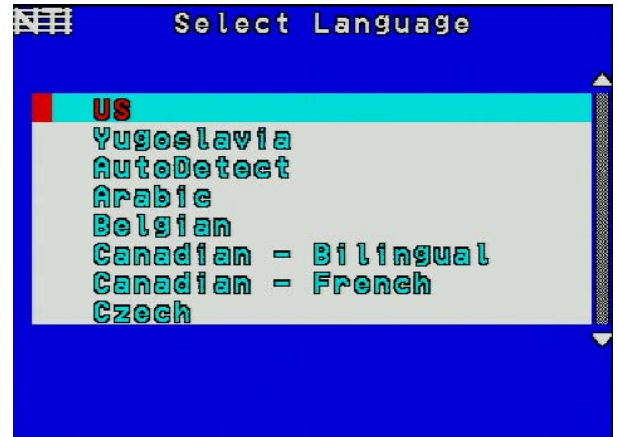 NTI Select Language
US
Yugoslavia
AutoDetect
Arabic
Belgian
Canadian - Bilingual
Canadian - French
Czech